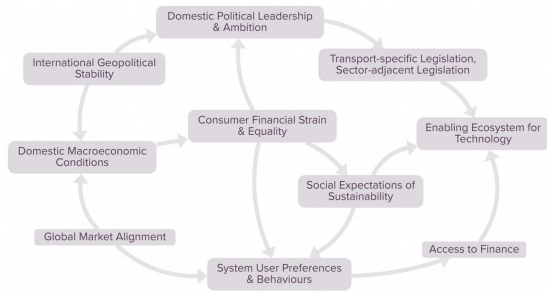 Domestic Political Leadership
& Ambition
International Geopolitical
Stability
Transport-specific Legislation,
Sector-adjacent Legislation
Consumer Financial Strain
& Equality
Enabling Ecosystem for
Technology
Domestic Macroeconomic
Conditions
Social Expectations of
Sustainability
Global Market Alignment
Access to Finance
System User Preferences
& Behaviours